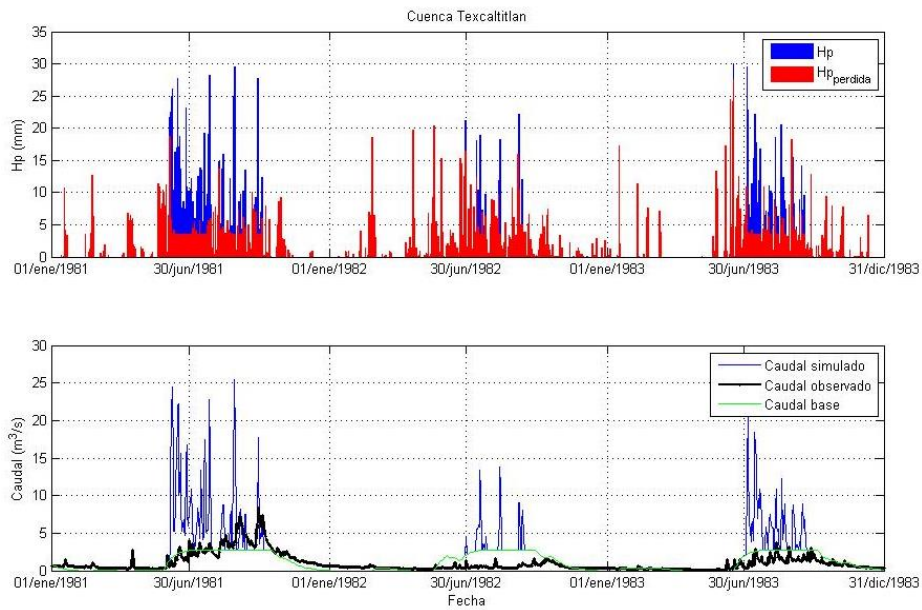 Cuenca Texcaltitlan
35
30
25
20
15
10
5
0
Hp (mm)
Hp
Hp_perdida
01/ene/1981 30/jun/1981 01/ene/1982 30/jun/1982 01/ene/1983 30/jun/1983 31/dic/1983
30
25
20
15
10
5
0
Caudal (m³/s)
Caudal simulado
Caudal observado
Caudal base
01/ene/1981 30/jun/1981 01/ene/1982 30/jun/1982 01/ene/1983 30/jun/1983 31/dic/1983
Fecha